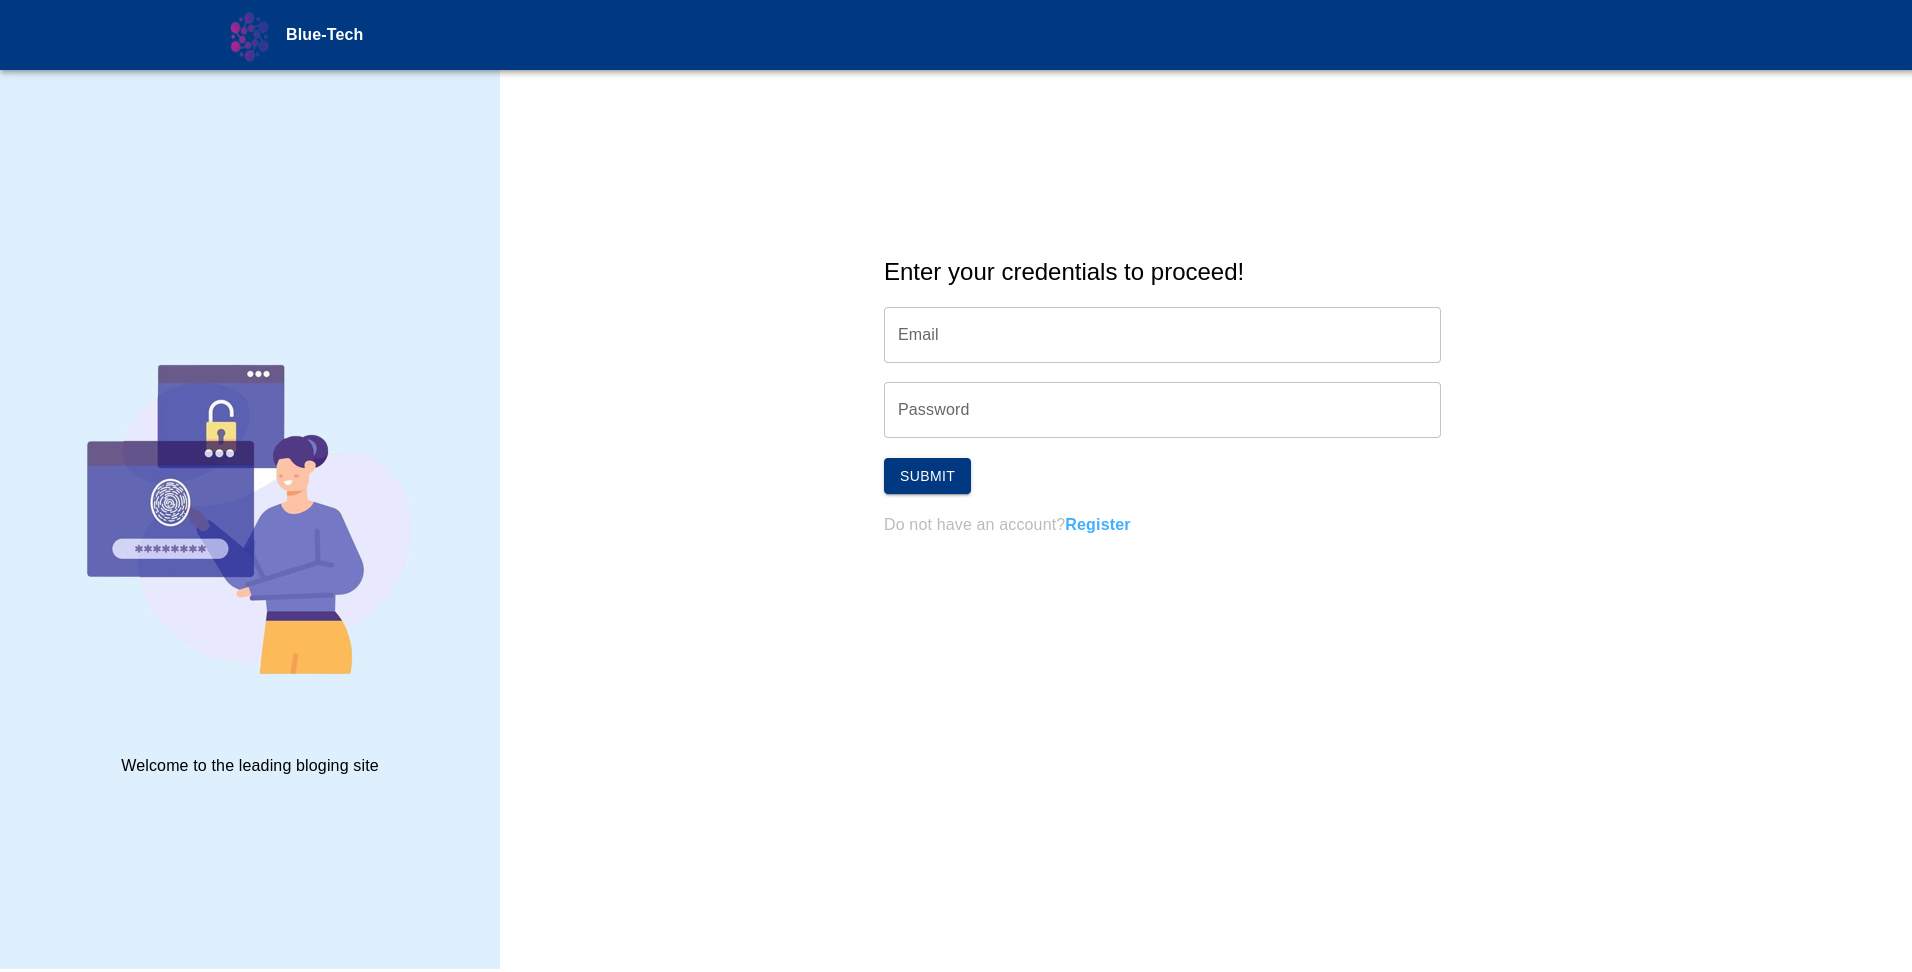 Blue-Tech
Enter your credentials to proceed!
Email
Password
SUBMIT
Do not have an account?Register
********
Welcome to the leading bloging site